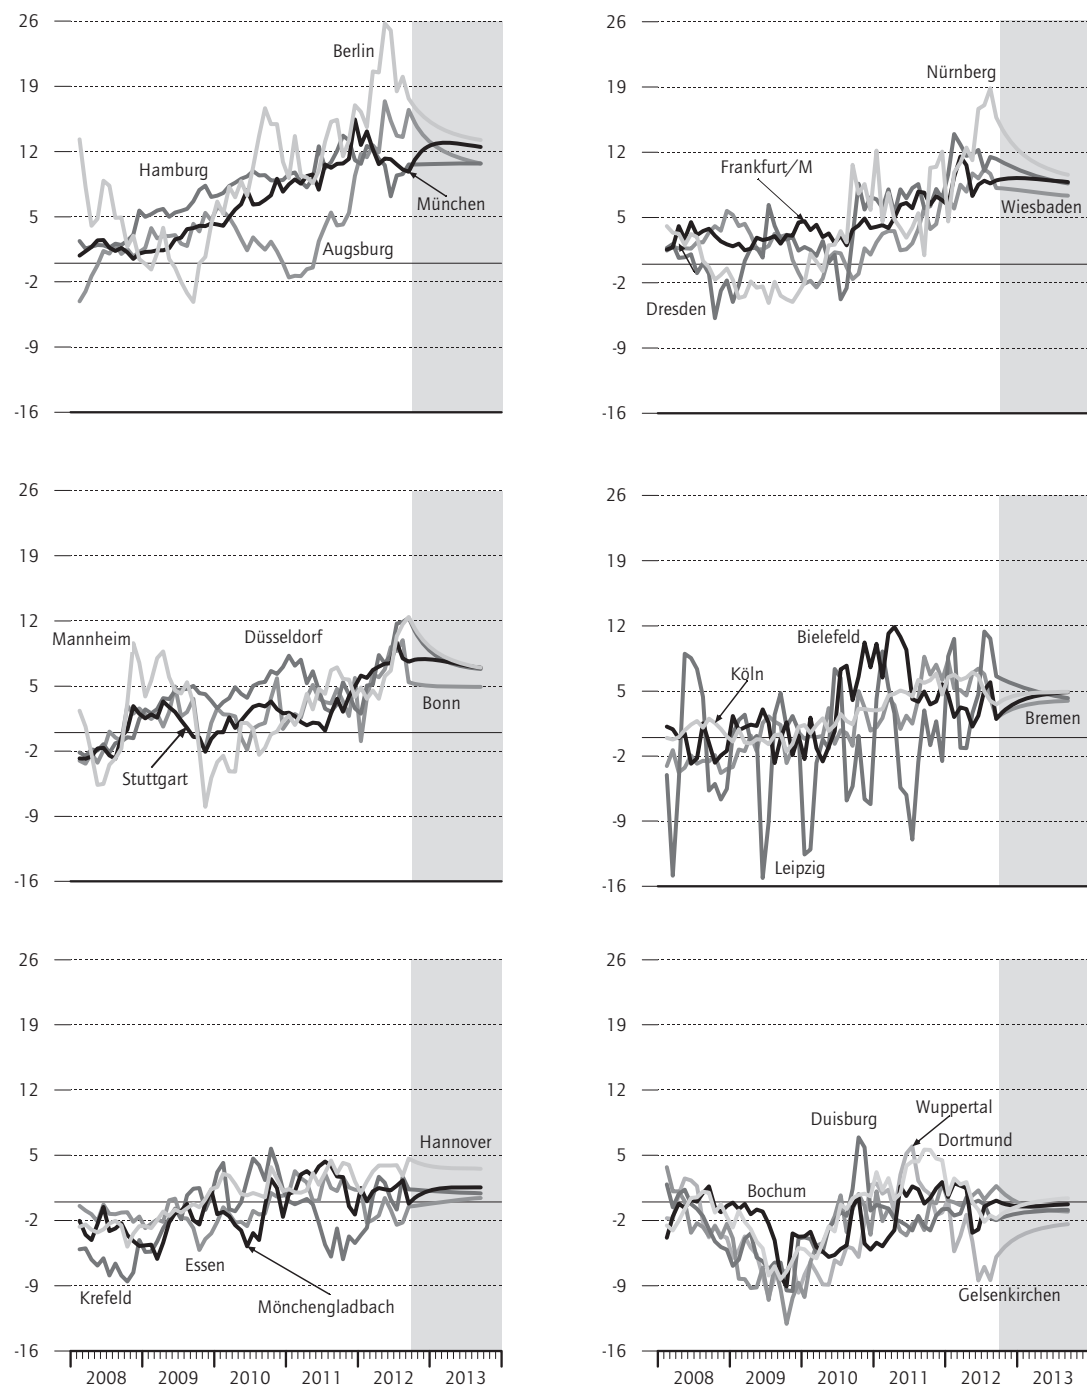 26
19
12
5
-2
-9
-16
Berlin
Hamburg
München
Augsburg
26
19
12
5
-2
-9
-16
Nürnberg
Frankfurt/M
Wiesbaden
Dresden
26
19
12
5
-2
-9
-16
Mannheim
Düsseldorf
Bonn
Stuttgart
26
19
12
5
-2
-9
-16
Bielefeld
Köln
Bremen
Leipzig
26
19
12
5
-2
-9
-16
Hannover
Essen
Krefeld
Mönchengladbach
2008 2009 2010 2011 2012 2013
26
19
12
5
-2
-9
-16
Wuppertal
Duisburg
Dortmund
Bochum
Gelsenkirchen
2008 2009 2010 2011 2012 2013